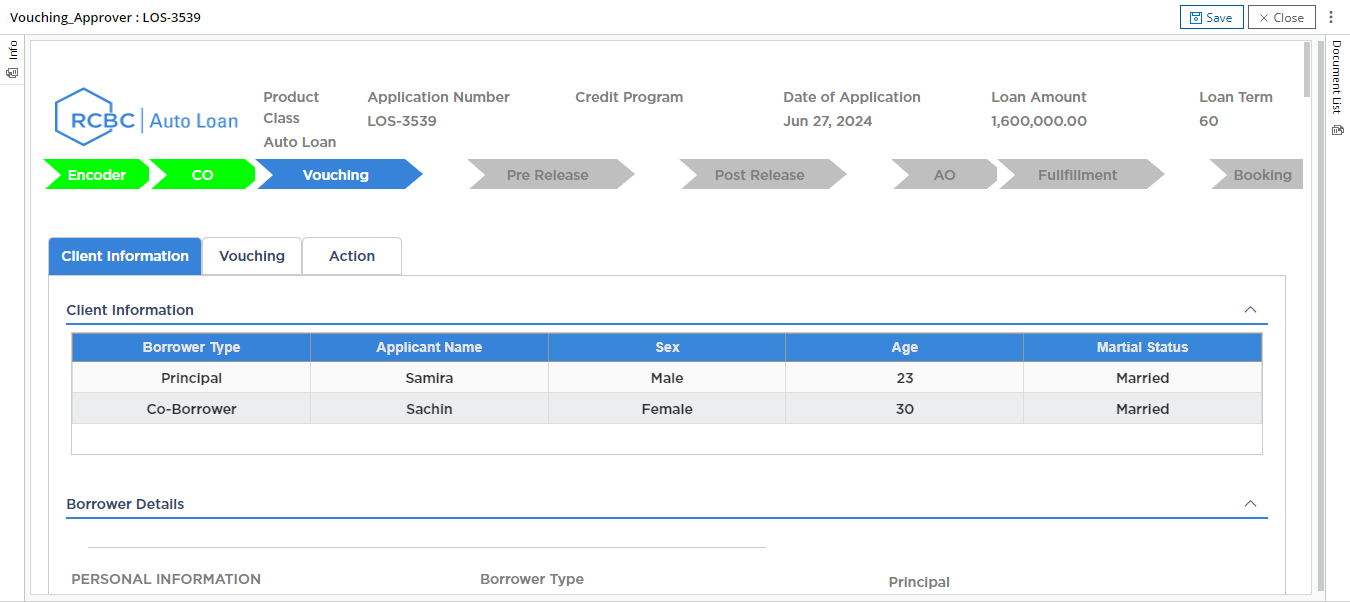 Vouching_Approver : LOS-3539
Save
Close
Info
Document List
RCBC Auto Loan
Product Class
Auto Loan
Application Number
LOS-3539
Credit Program
Date of Application
Jun 27, 2024
Loan Amount
1,600,000.00
Loan Term
60
Encoder
CO
Vouching
Pre Release
Post Release
AO
Fullfillment
Booking
Client Information
Vouching
Action
Client Information
Borrower Type Applicant Name Sex Age Martial Status
Principal Samira Male 23 Married
Co-Borrower Sachin Female 30 Married
Borrower Details
PERSONAL INFORMATION
Borrower Type
Principal